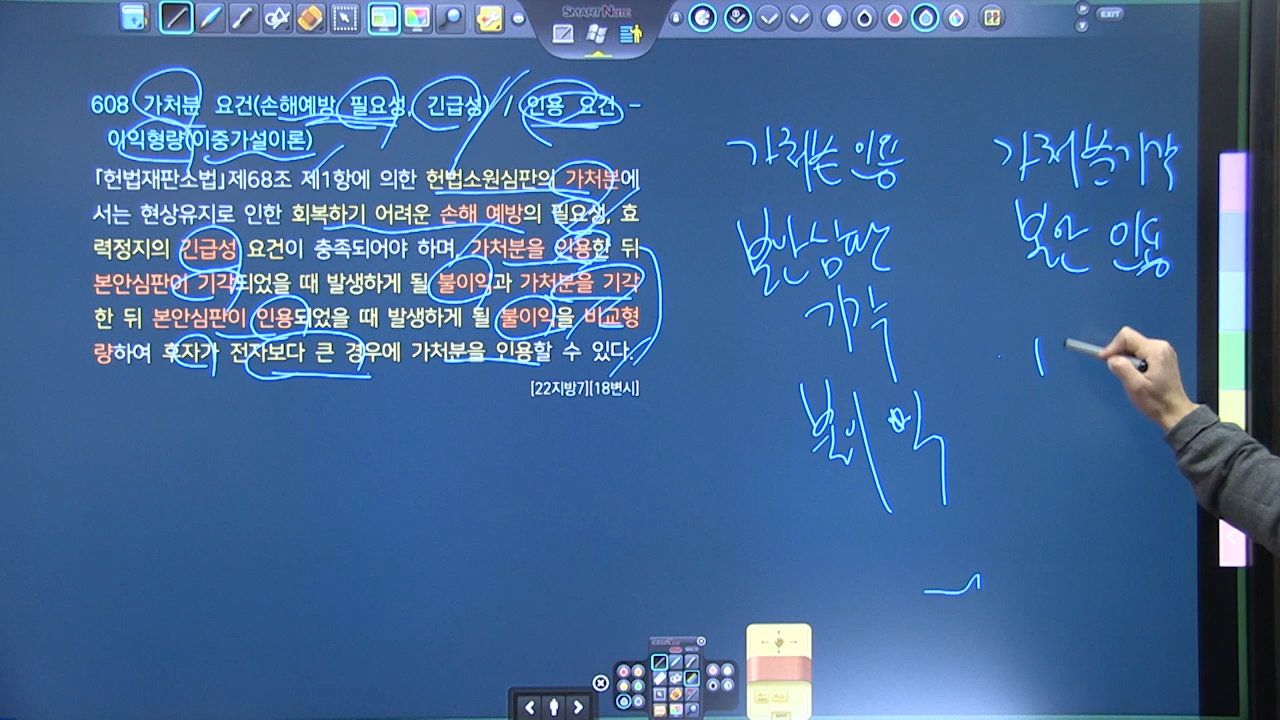 SMARTNOTE
EXIT
608 가처분 요건(손해예방 필요성, 긴급성) / 인용 요건 -
이익형량(이중가설이론)
「헌법재판소법」제68조 제1항에 의한 헌법소원심판의 가처분에
서는 현상유지로 인한 회복하기 어려운 손해 예방의 필요성, 효
력정지의 긴급성 요건이 충족되어야 하며, 가처분을 인용한 뒤
본안심판이 기각되었을 때 발생하게 될 불이익과 가처분을 기각
한 뒤 본안심판이 인용되었을 때 발생하게 될 불이익을 비교형
량하여 후자가 전자보다 큰 경우에 가처분을 인용할 수 있다.
[22지방7][18변시]
가처분 인용
본안심판
기각
불이익
가처분기각
본안 인용